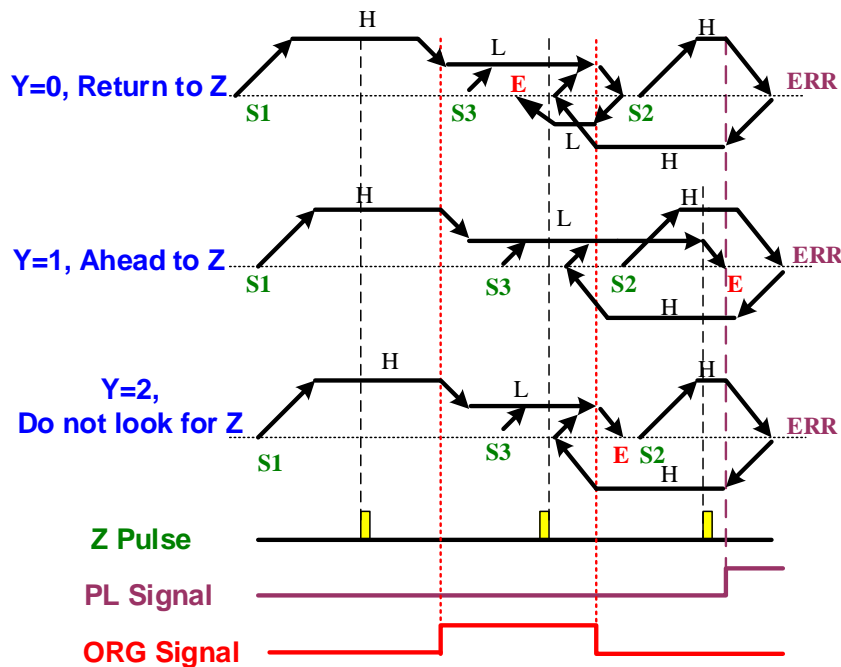 H
L
H
Y=0, Return to Z
E
ERR
S1
S3
S2
L
H
H
H
L
Y=1, Ahead to Z
ERR
S1
S3
S2
E
H
H
H
Y=2,
L
Do not look for Z
ERR
S1
S3
E
S2
H
Z Pulse
PL Signal
ORG Signal